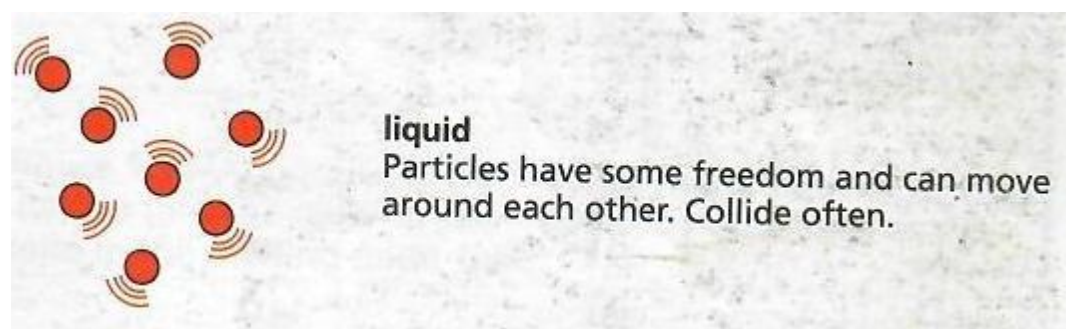 liquid
Particles have some freedom and can move
around each other. Collide often.